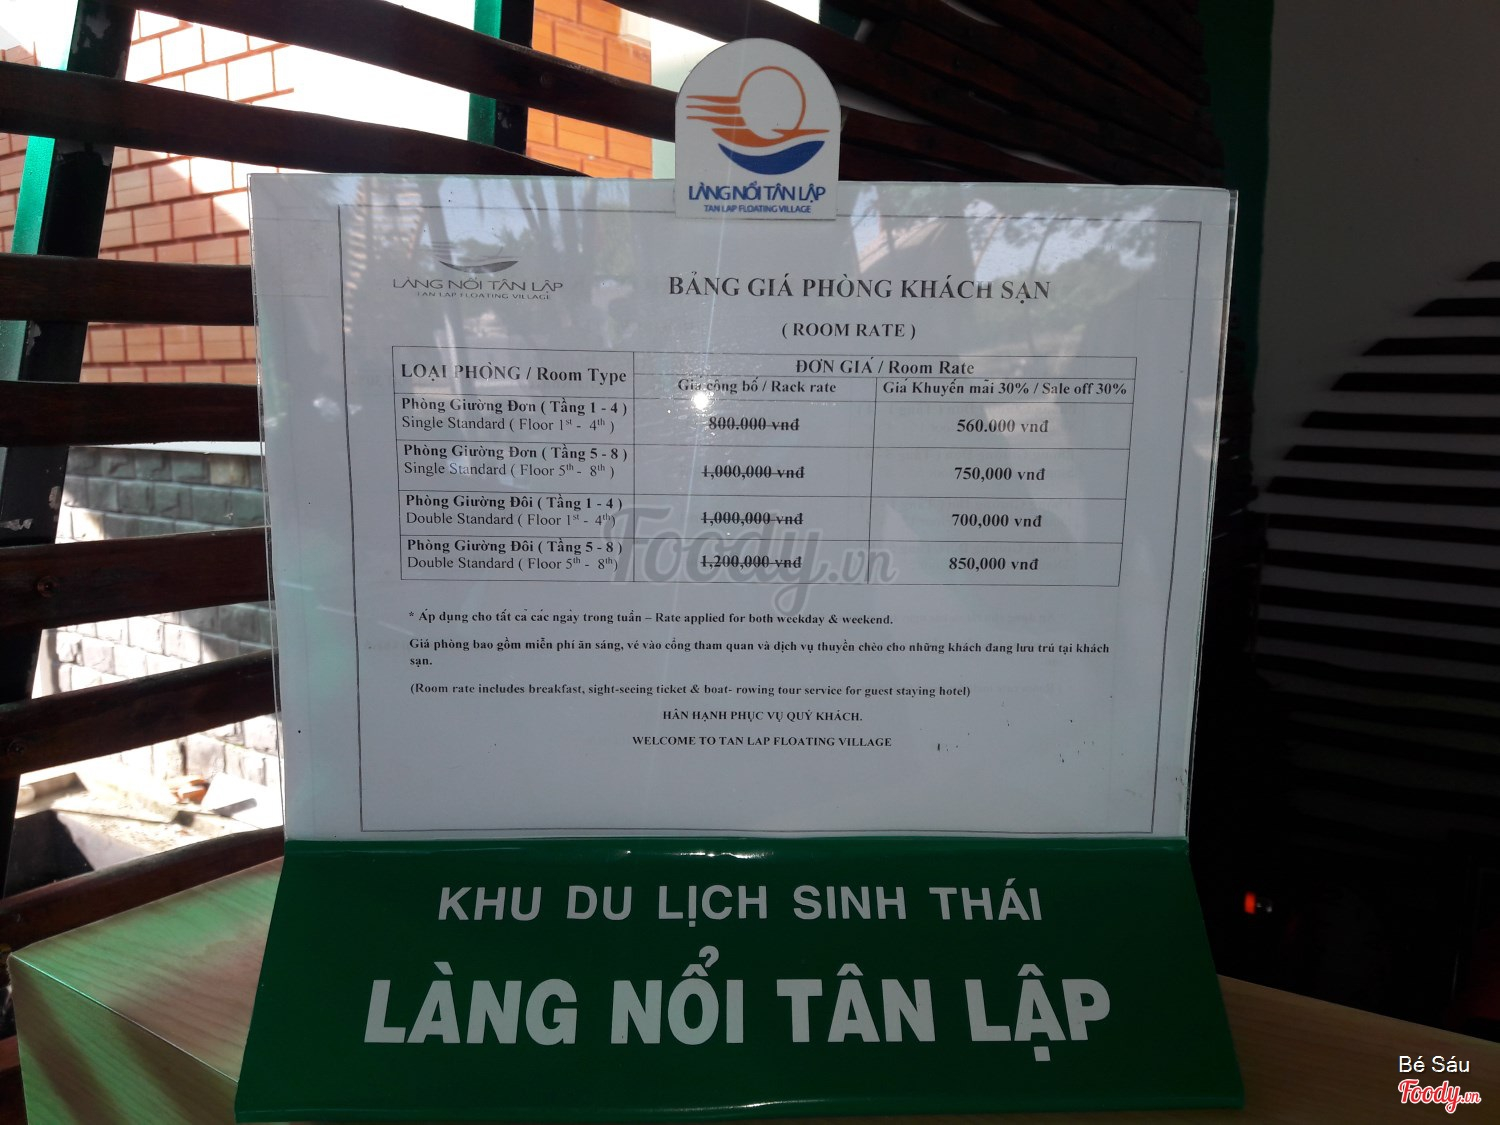 LÀNG NỔI TÂN LẬP
TAN LAP FLOATING VILLAGE
LÀNG NỔI TÂN LẬP
TAN LAP FLOATING VILLAGE
BẢNG GIÁ PHÒNG KHÁCH SẠN
( ROOM RATE )
LOẠI PHÒNG / Room Type
ĐƠN GIÁ / Room Rate
Giá công bố / Rack rate
Giá Khuyến mãi 30% / Sale off 30%
Phòng Giường Đơn ( Tầng 1 - 4 )
Single Standard ( Floor 1st - 4th )
800.000 vnđ
560.000 vnđ
Phòng Giường Đơn ( Tầng 5 - 8 )
Single Standard ( Floor 5th - 8th )
1,000,000 vnđ
750,000 vnđ
Phòng Giường Đôi ( Tầng 1 - 4 )
Double Standard ( Floor 1st - 4th)
1,000,000 vnđ
700,000 vnđ
Phòng Giường Đôi ( Tầng 5 - 8 )
Double Standard ( Floor 5th - 8th)
1,200,000 vnđ
850,000 vnđ
Foody.vn
* Áp dụng cho tất cả các ngày trong tuần – Rate applied for both weekday & weekend.
Giá phòng bao gồm miễn phí ăn sáng, vé vào cổng tham quan và dịch vụ thuyền chèo cho những khách đang lưu trú tại khách
sạn.
(Room rate includes breakfast, sight-seeing ticket & boat- rowing tour service for guest staying hotel)
HÂN HẠNH PHỤC VỤ QUÝ KHÁCH.
WELCOME TO TAN LAP FLOATING VILLAGE
KHU DU LỊCH SINH THÁI
LÀNG NỔI TÂN LẬP
Bé Sáu
Foody.vn